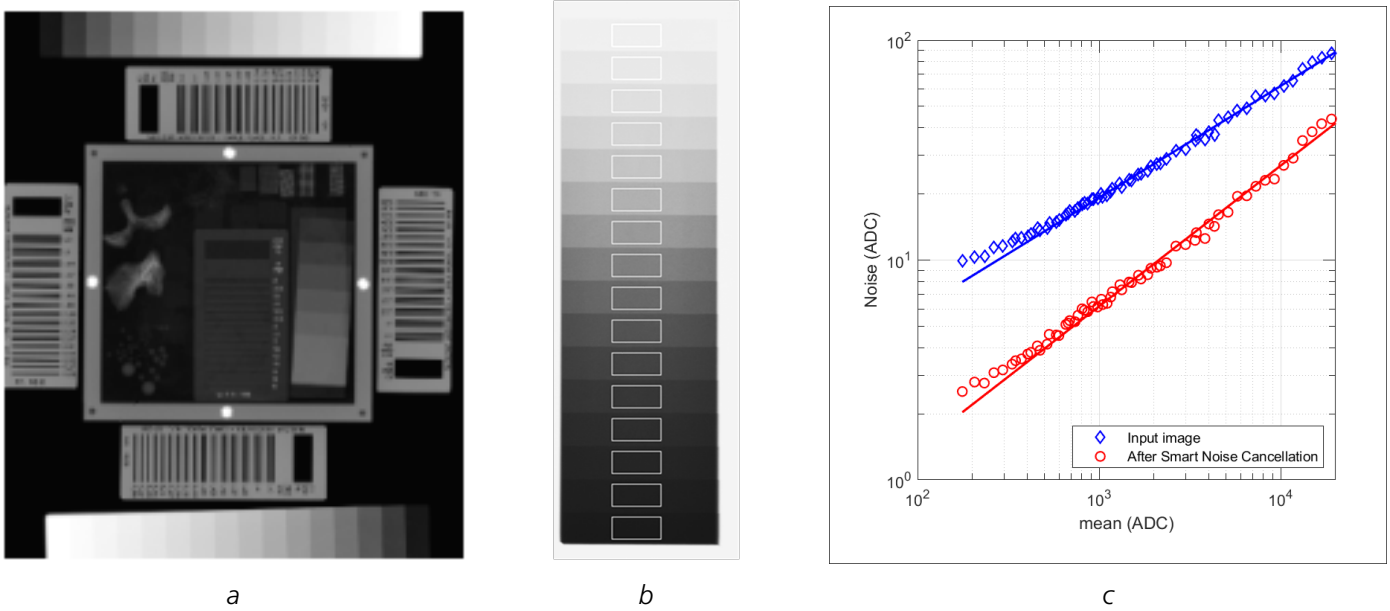 10²
10¹
10⁰
10²
10³
10⁴
Noise (ADC)
mean (ADC)
Input image
After Smart Noise Cancellation
a
b
c